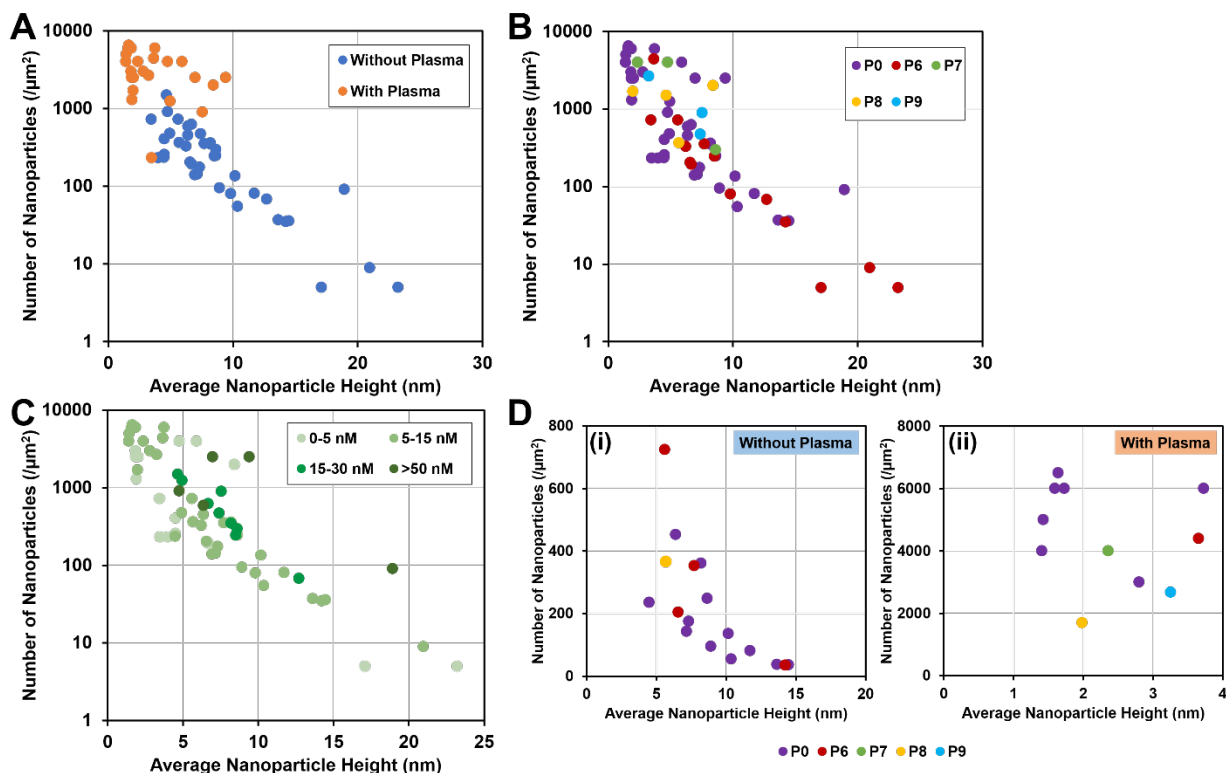 A
Number of Nanoparticles (/µm²)
10000
1000
100
10
1
Without Plasma
With Plasma
0
10
20
30
Average Nanoparticle Height (nm)
B
Number of Nanoparticles (/µm²)
10000
1000
100
10
1
P0
P6
P7
P8
P9
0
10
20
30
Average Nanoparticle Height (nm)
C
Number of Nanoparticles (/µm²)
10000
1000
100
10
1
0-5 nM
5-15 nM
15-30 nM
>50 nM
0
5
10
15
20
25
Average Nanoparticle Height (nm)
D
(i)
Without Plasma
Number of Nanoparticles (/µm²)
800
600
400
200
0
0
5
10
15
20
Average Nanoparticle Height (nm)
(ii)
With Plasma
Number of Nanoparticles (/µm²)
8000
6000
4000
2000
0
0
1
2
3
4
Average Nanoparticle Height (nm)
P0
P6
P7
P8
P9